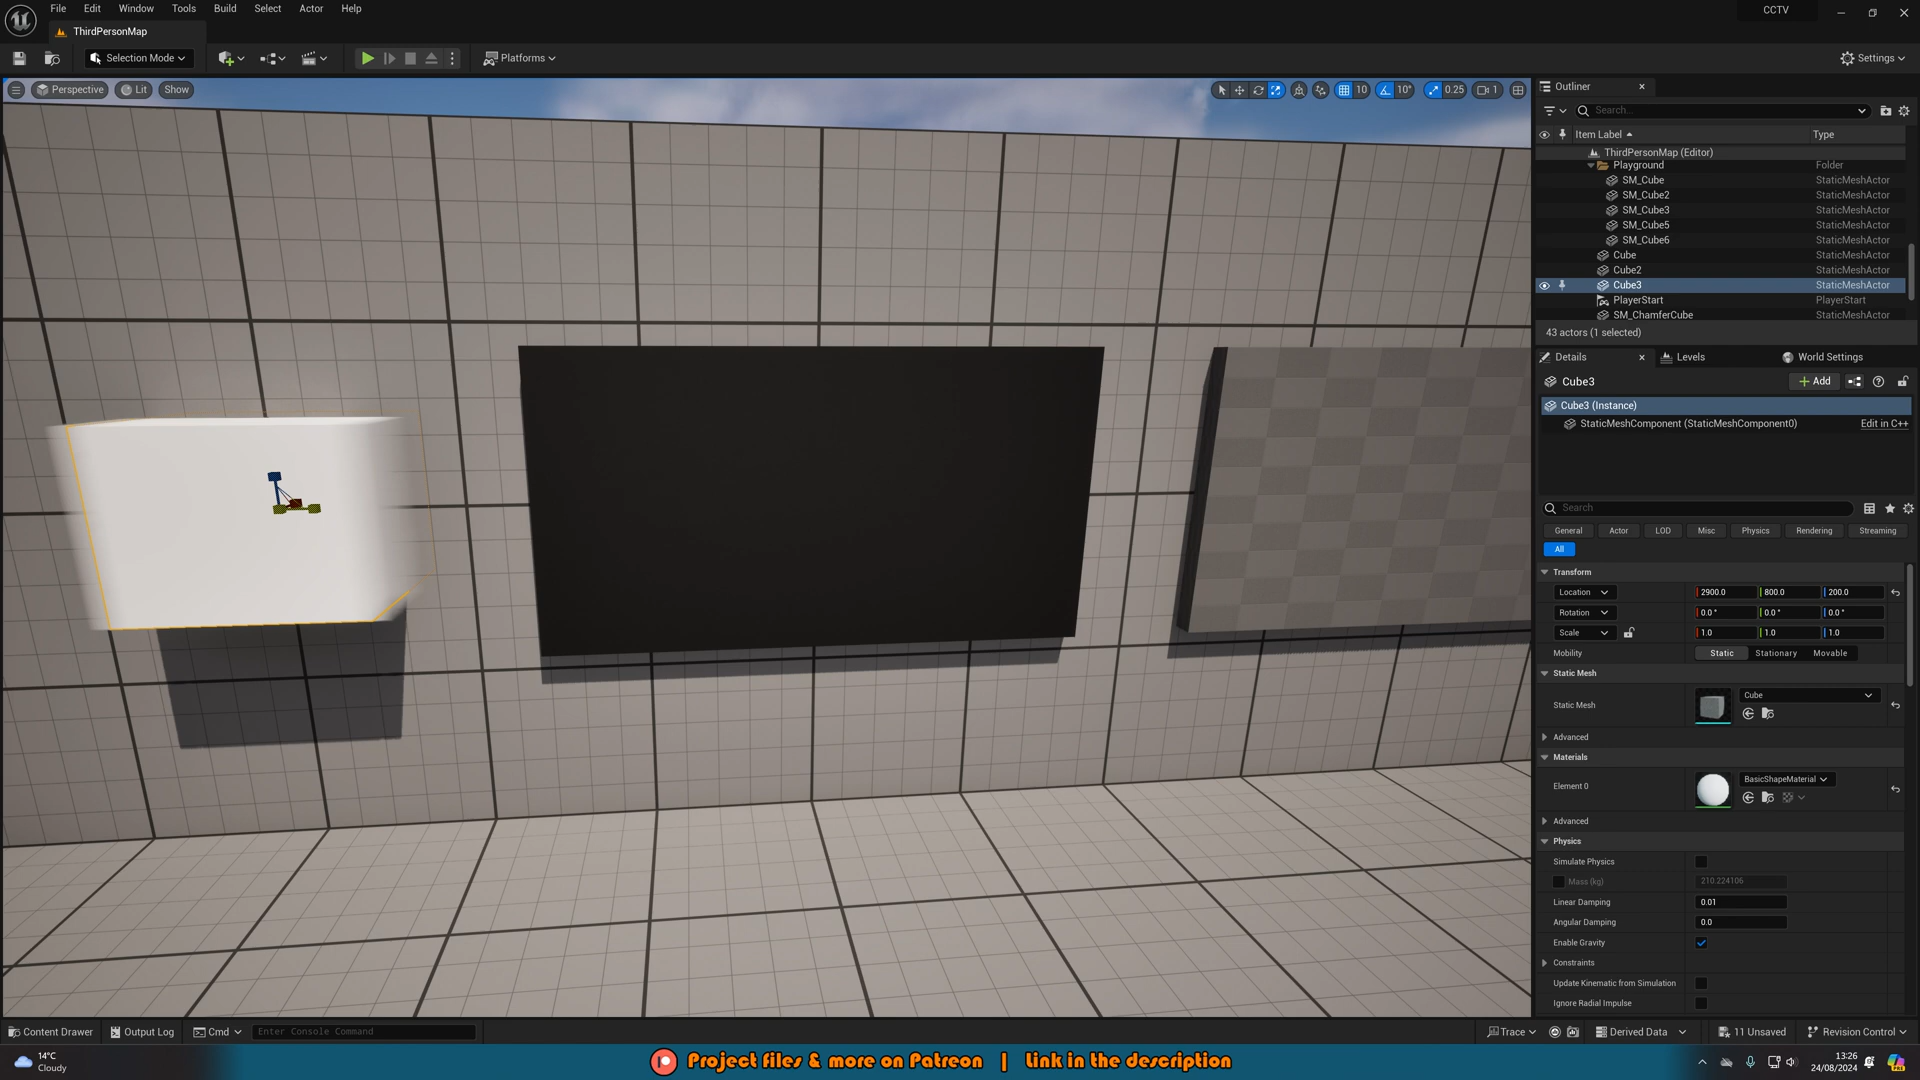 File Edit Window Tools Build Select Actor Help
CCTV
ThirdPersonMap
Selection Mode
Platforms
Settings
Perspective Lit Show
10 10° 0.25 1
Outliner
Search...
Item Label Type
ThirdPersonMap (Editor)
Playground Folder
SM_Cube StaticMeshActor
SM_Cube2 StaticMeshActor
SM_Cube3 StaticMeshActor
SM_Cube5 StaticMeshActor
SM_Cube6 StaticMeshActor
Cube StaticMeshActor
Cube2 StaticMeshActor
Cube3 StaticMeshActor
PlayerStart PlayerStart
SM_ChamferCube StaticMeshActor
43 actors (1 selected)
Details Levels World Settings
Cube3 Add
Cube3 (Instance)
StaticMeshComponent (StaticMeshComponent0) Edit in C++
Search
General Actor LOD Misc Physics Rendering Streaming
All
Transform
Location 2900.0 800.0 200.0
Rotation 0.0 ° 0.0 ° 0.0 °
Scale 1.0 1.0 1.0
Mobility Static Stationary Movable
Static Mesh
Static Mesh Cube
Advanced
Materials
Element 0 BasicShapeMaterial
Advanced
Physics
Simulate Physics
Mass (kg) 210.224106
Linear Damping 0.01
Angular Damping 0.0
Enable Gravity
Constraints
Update Kinematic from Simulation
Ignore Radial Impulse
Content Drawer Output Log Cmd Enter Console Command Trace Derived Data 11 Unsaved Revision Control
14°C
Cloudy
Project files & more on Patreon | Link in the description
13:26
24/08/2024